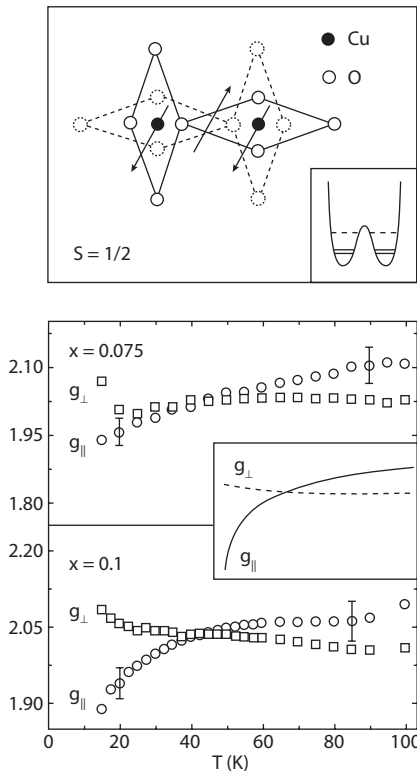 Cu
O
S = 1/2
2.10
x = 0.075
g⊥
1.95
g||
1.80
g⊥
g||
2.20
x = 0.1
g⊥
2.05
g||
1.90
0 20 40 60 80 100
T (K)